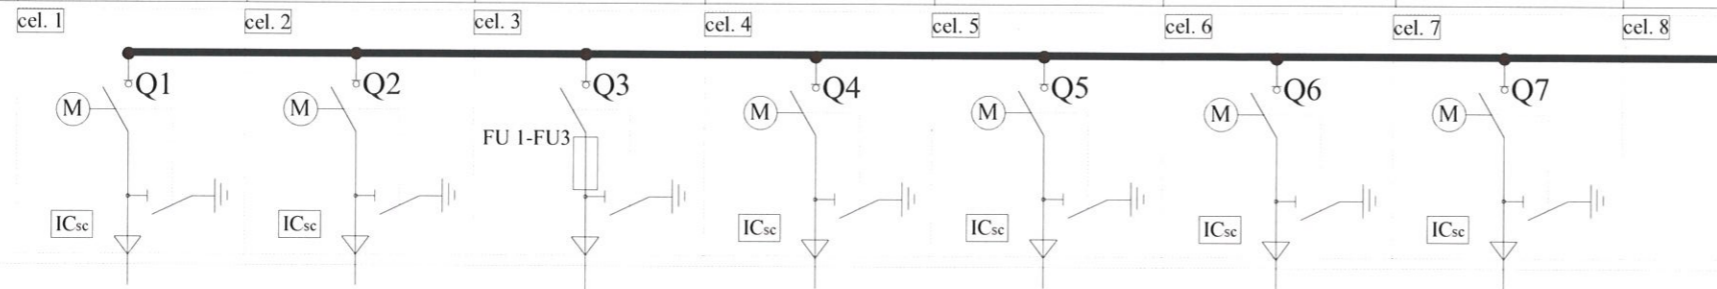 cel. 1 cel. 2 cel. 3 cel. 4 cel. 5 cel. 6 cel. 7 cel. 8
Q1 Q2 Q3 Q4 Q5 Q6 Q7
M M M M M M
FU 1-FU3
ICsc ICsc ICsc ICsc ICsc ICsc